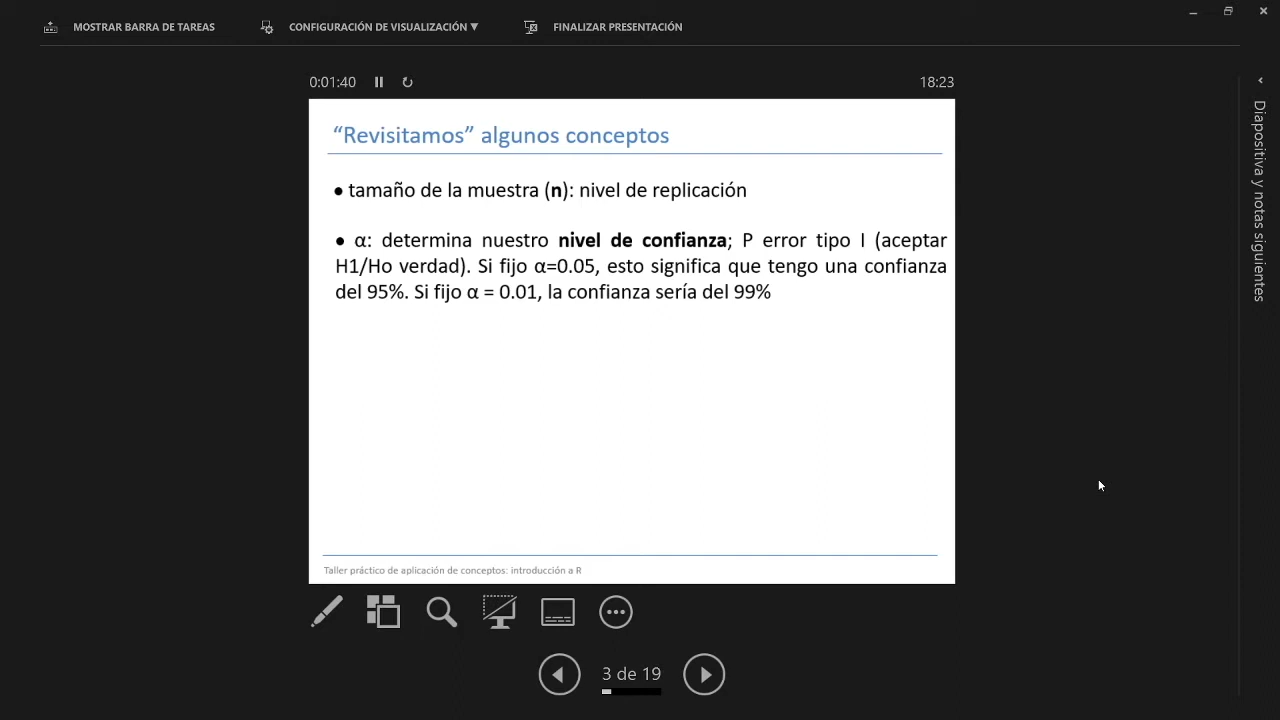 MOSTRAR BARRA DE TAREAS
CONFIGURACIÓN DE VISUALIZACIÓN ▼
FINALIZAR PRESENTACIÓN
0:01:40
18:23
Diapositiva y notas siguientes
“Revisitamos” algunos conceptos
● tamaño de la muestra (n): nivel de replicación
● α: determina nuestro nivel de confianza; P error tipo I (aceptar
H1/Ho verdad). Si fijo α=0.05, esto significa que tengo una confianza
del 95%. Si fijo α = 0.01, la confianza sería del 99%
Taller práctico de aplicación de conceptos: introducción a R
3 de 19